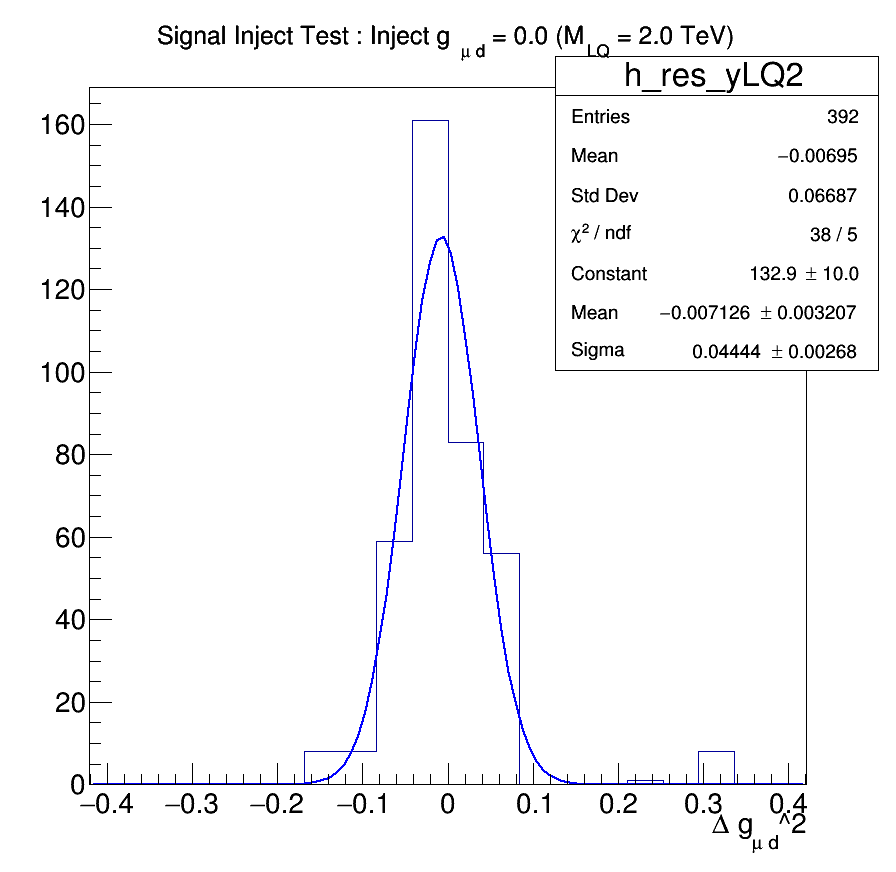 Signal Inject Test : Inject g μ d = 0.0 (M LQ = 2.0 TeV)
h_res_yLQ2
Entries 392
Mean −0.00695
Std Dev 0.06687
χ² / ndf 38 / 5
Constant 132.9 ± 10.0
Mean −0.007126 ± 0.003207
Sigma 0.04444 ± 0.00268
160
140
120
100
80
60
40
20
0
−0.4 −0.3 −0.2 −0.1 0 0.1 0.2 0.3 0.4
Δ g μ d ^2